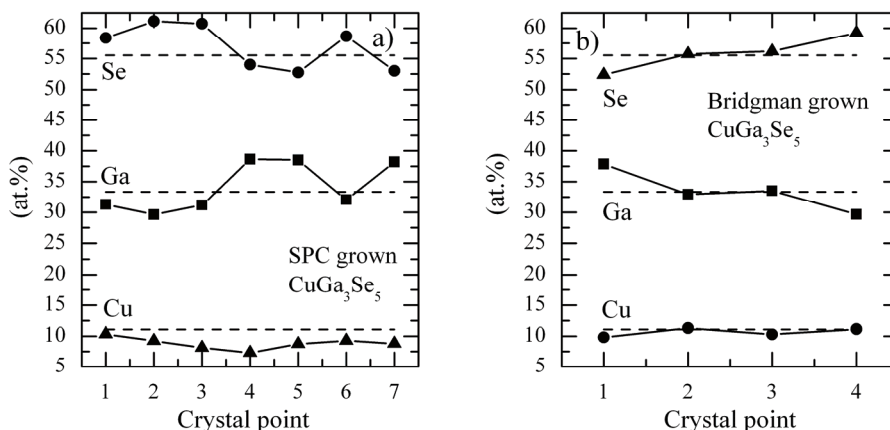 60
55
50
45
40
35
30
25
20
15
10
5
(at.%)
a)
Se
Ga
SPC grown
CuGa₃Se₅
Cu
1 2 3 4 5 6 7
Crystal point
60
55
50
45
40
35
30
25
20
15
10
5
(at.%)
b)
Se
Bridgman grown
CuGa₃Se₅
Ga
Cu
1 2 3 4
Crystal point